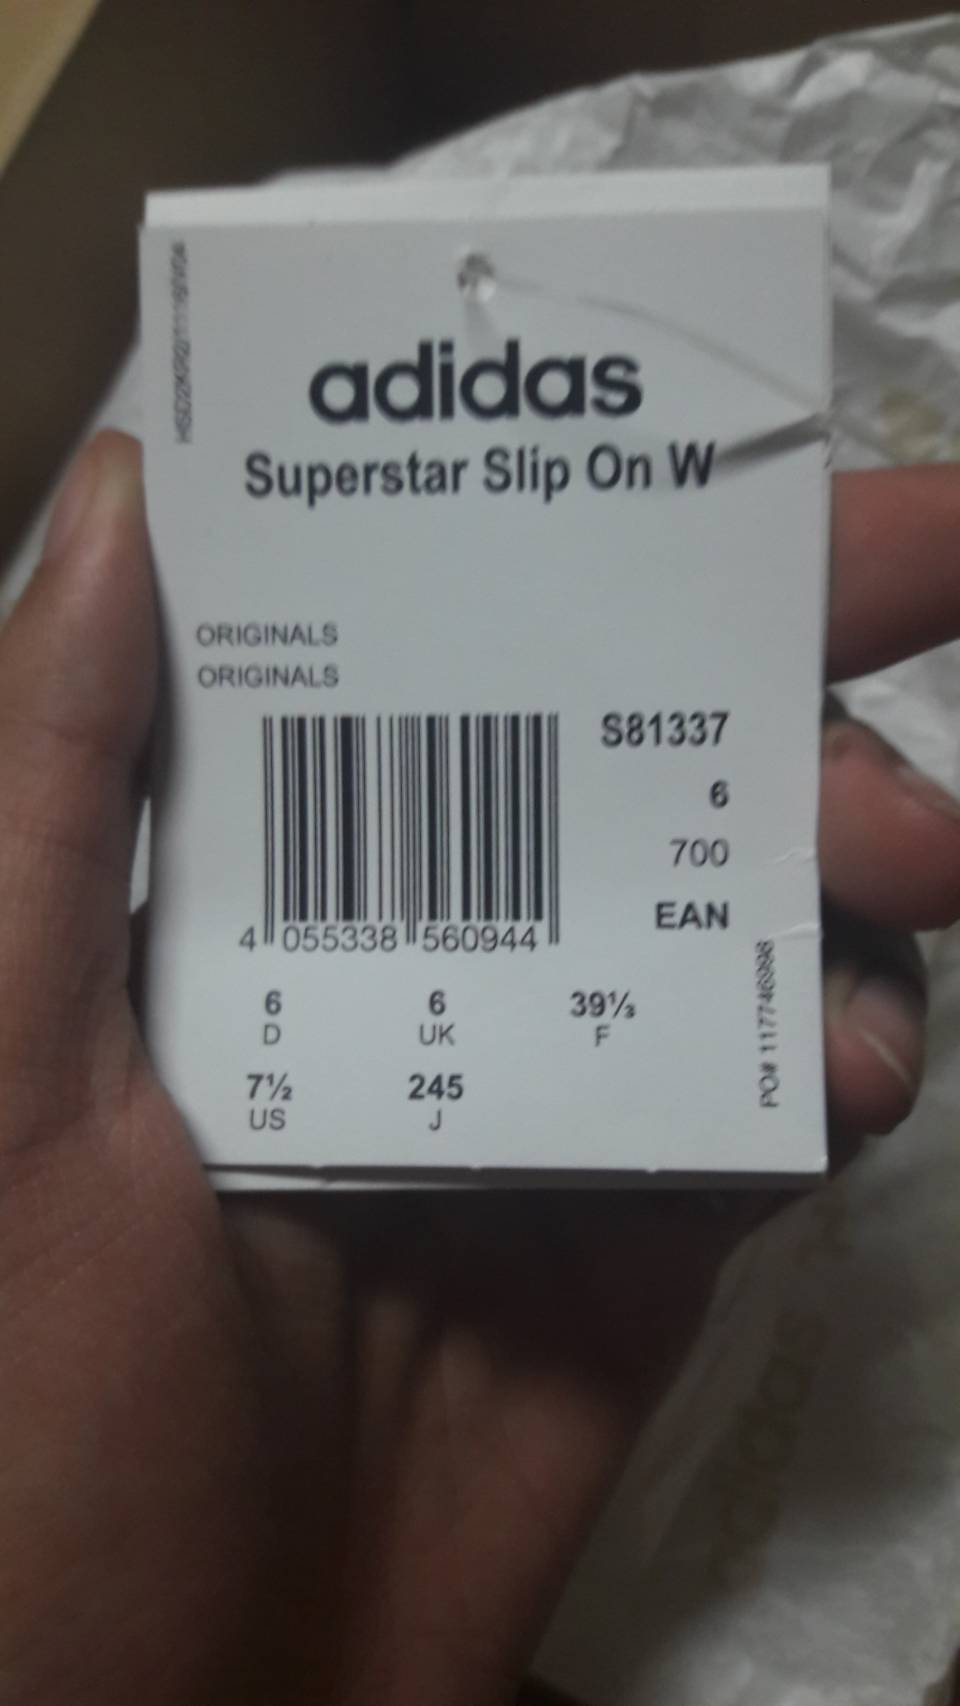 adidas
Superstar Slip On W
ORIGINALS
ORIGINALS
S81337
6
700
EAN
4 055338 560944
6 6 39⅓
D UK F
7½ 245
US J
PO# 117746998